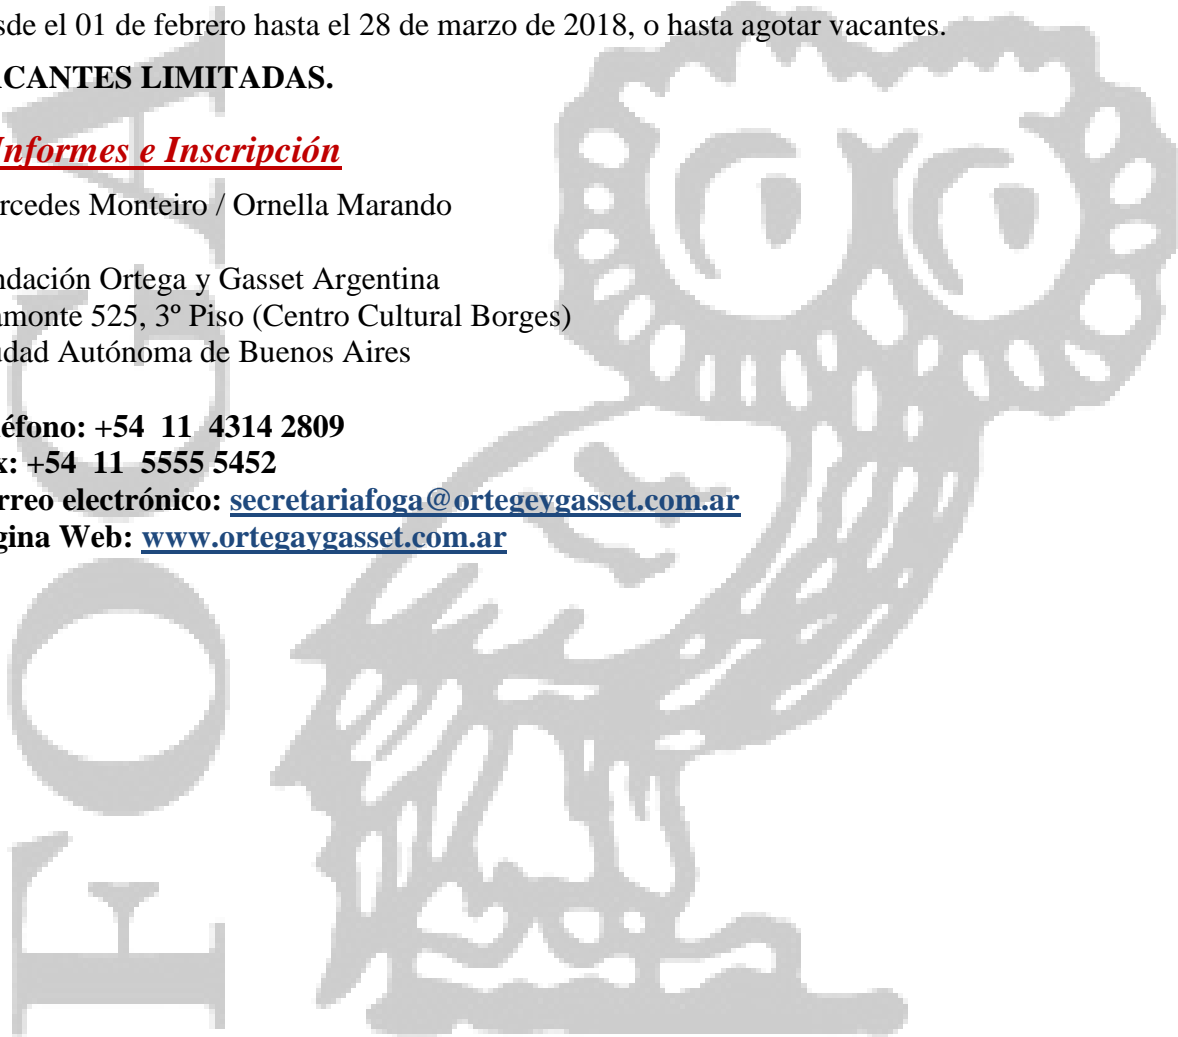 sde el 01 de febrero hasta el 28 de marzo de 2018, o hasta agotar vacantes.
ACANTES LIMITADAS.
Informes e Inscripción
rcedes Monteiro / Ornella Marando
ndación Ortega y Gasset Argentina
amonte 525, 3º Piso (Centro Cultural Borges)
udad Autónoma de Buenos Aires
léfono: +54 11 4314 2809
x: +54 11 5555 5452
rreo electrónico: secretariafoga@ortegeygasset.com.ar
gina Web: www.ortegaygasset.com.ar
FOGA